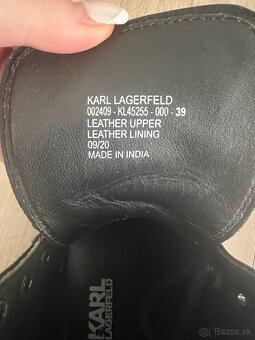 KARL LAGERFELD
002409 - KL45255 - 000 - 39
LEATHER UPPER
LEATHER LINING
09/20
MADE IN INDIA
KARL
LAGERFELD
Bazos.sk